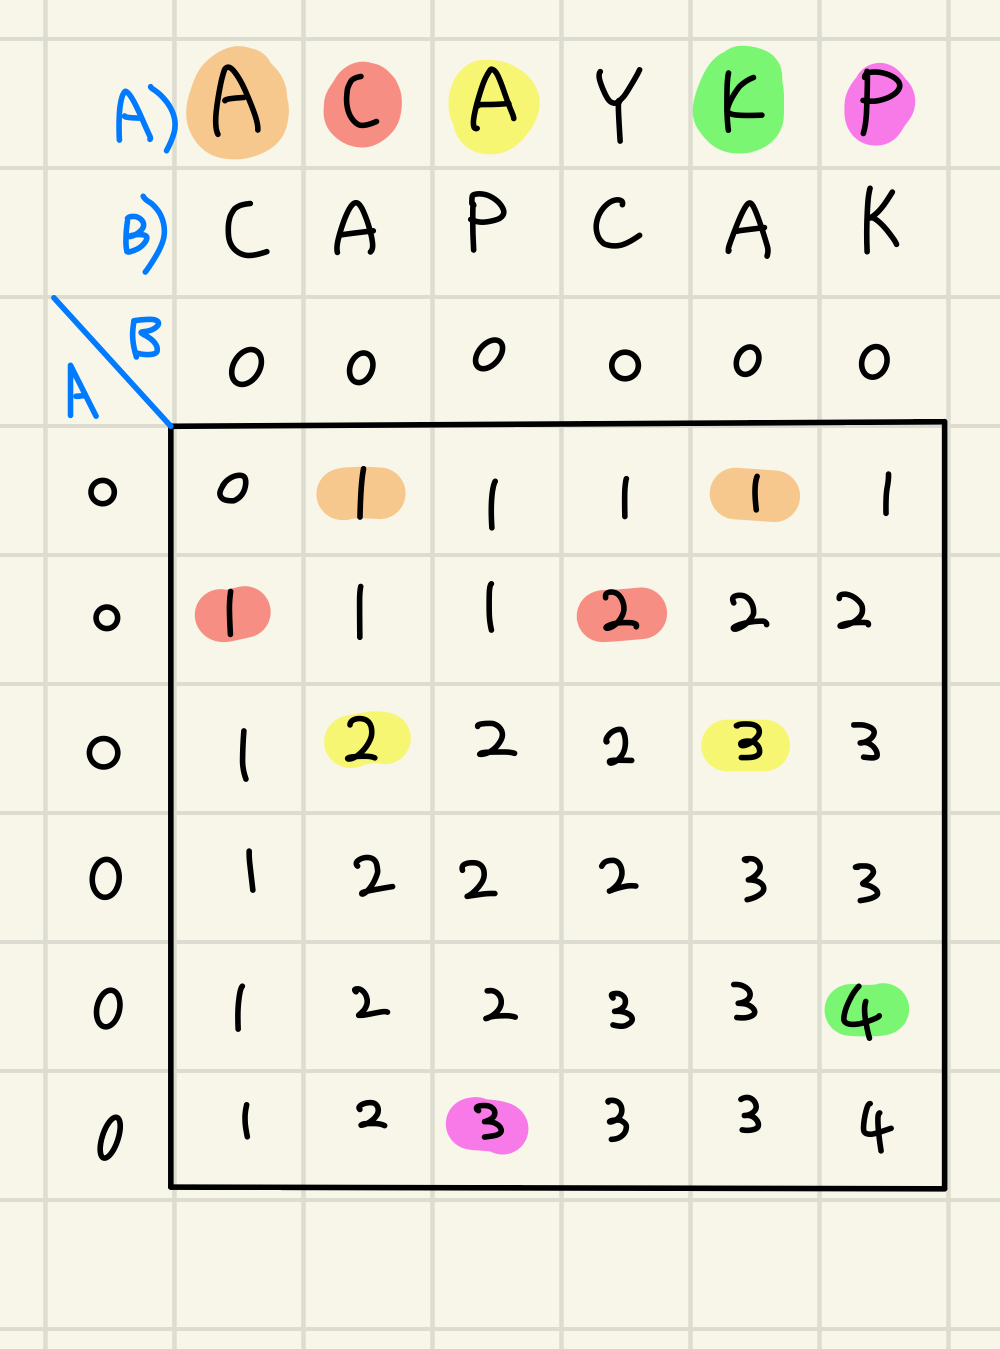 A) A C A Y K P
B) C A P C A K
B
A
0 0 0 0 0 0
0 0 1 1 1 1 1
0 1 1 1 2 2 2
0 1 2 2 2 3 3
0 1 2 2 2 3 3
0 1 2 2 3 3 4
0 1 2 3 3 3 4